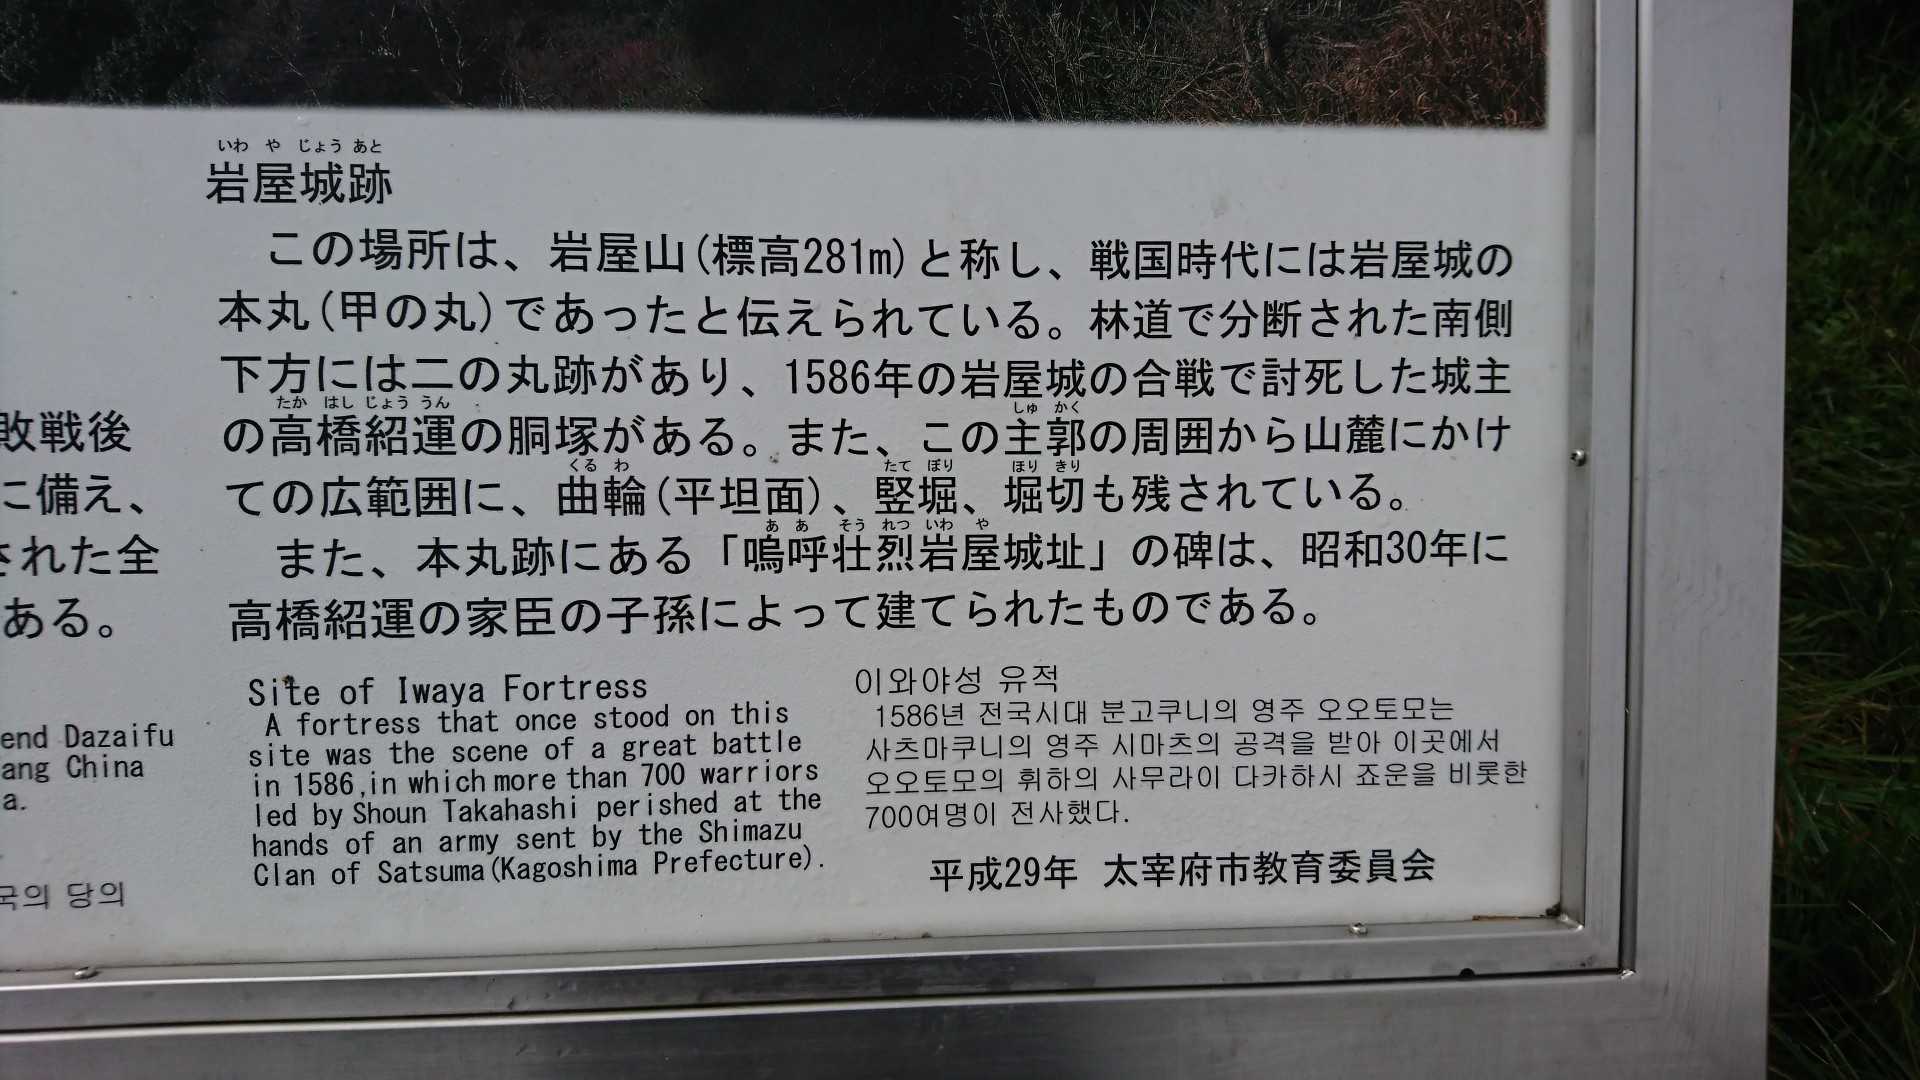 敗戦後
に備え、
された全
ある。
end Dazaifu
ang China
a.
국의 당의
いわ や じょう あと
岩屋城跡
この場所は、岩屋山(標高281m)と称し、戦国時代には岩屋城の
本丸(甲の丸)であったと伝えられている。林道で分断された南側
下方には二の丸跡があり、1586年の岩屋城の合戦で討死した城主
たか はし じょう うん
しゅ かく
の高橋紹運の胴塚がある。また、この主郭の周囲から山麓にかけ
くる わ たて ぼり ほり きり
ての広範囲に、曲輪(平坦面)、竪堀、堀切も残されている。
ああ そう れつ いわ や
また、本丸跡にある「嗚呼壮烈岩屋城址」の碑は、昭和30年に
高橋紹運の家臣の子孫によって建てられたものである。
Site of Iwaya Fortress
A fortress that once stood on this
site was the scene of a great battle
in 1586,in which more than 700 warriors
led by Shoun Takahashi perished at the
hands of an army sent by the Shimazu
Clan of Satsuma(Kagoshima Prefecture).
이와야성 유적
1586년 전국시대 분고쿠니의 영주 오오토모는
사츠마쿠니의 영주 시마츠의 공격을 받아 이곳에서
오오토모의 휘하의 사무라이 다카하시 죠운을 비롯한
700여명이 전사했다.
平成29年 太宰府市教育委員会